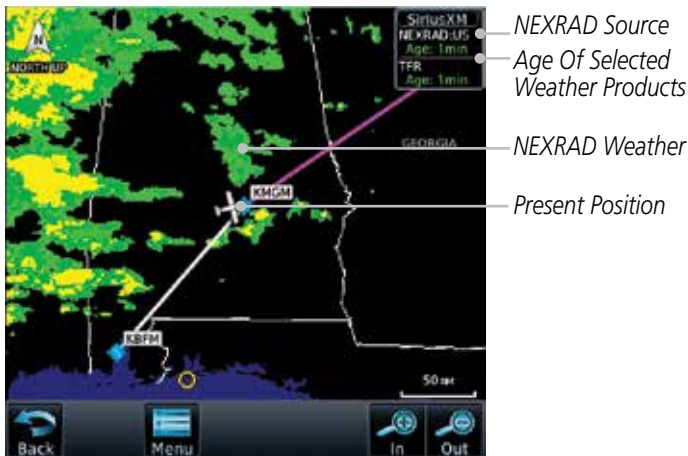 SiriusXM
NEXRAD:US
Age: 1min
TFR
Age: 1min
N
NORTH UP
GEORGIA
KMGM
KBFM
50 NM
Back
Menu
In
Out
NEXRAD Source
Age Of Selected
Weather Products
NEXRAD Weather
Present Position